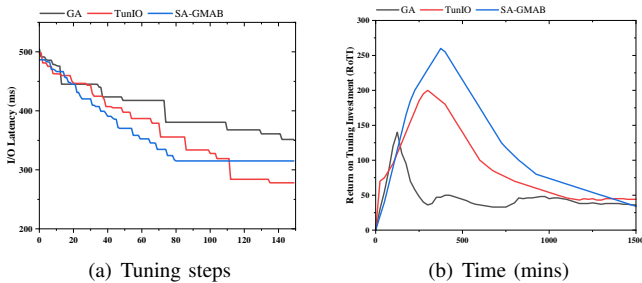 GA TunIO SA-GMAB
I/O Latency (ms)
500
400
300
200
0 20 40 60 80 100 120 140
(a) Tuning steps
GA TunIO SA-GMAB
Return on Tuning Investment (RoTI)
300
250
200
150
100
50
0
0 500 1000 1500
(b) Time (mins)